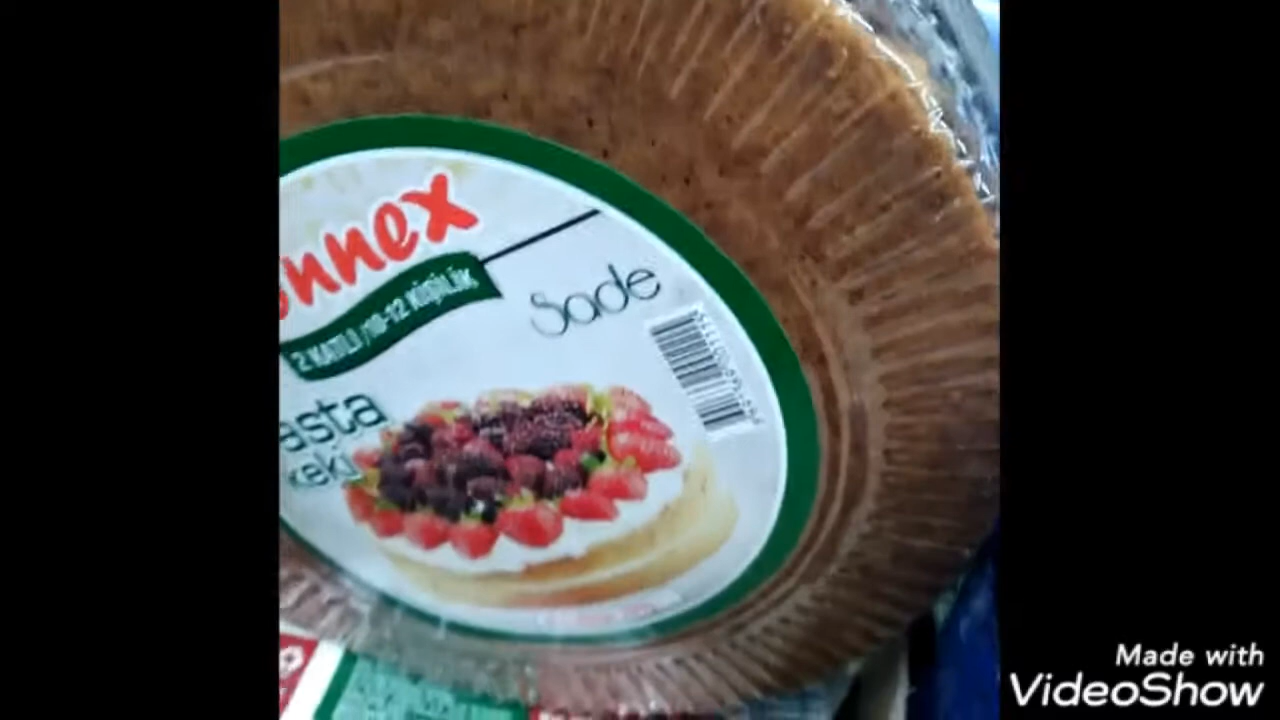 nnex
2 KATLI / 10-12 KİŞİLİK
Sade
asta
keki
Made with
VideoShow